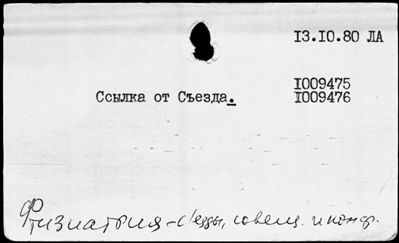 13.10.80 ЛА
I009475
Ссылка от Съезда. I009476
Фтизиатрия - съезды, совещ. и конф.